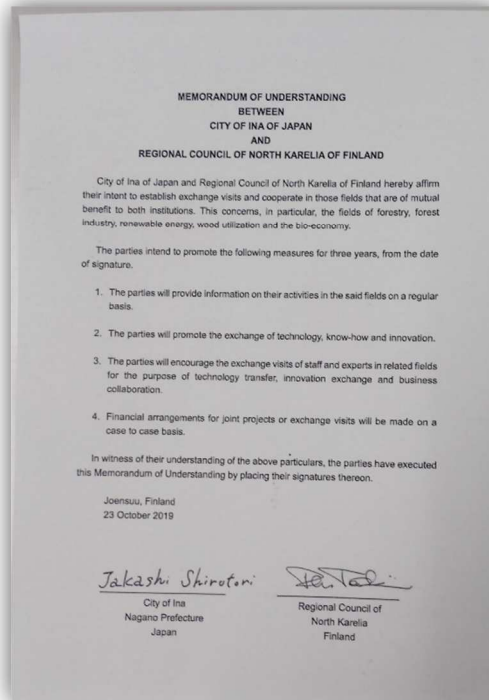 MEMORANDUM OF UNDERSTANDING
BETWEEN
CITY OF INA OF JAPAN
AND
REGIONAL COUNCIL OF NORTH KARELIA OF FINLAND
City of Ina of Japan and Regional Council of North Karelia of Finland hereby affirm
their intent to establish exchange visits and cooperate in those fields that are of mutual
benefit to both institutions. This concerns, in particular, the fields of forestry, forest
industry, renewable energy, wood utilization and the bio-economy.
The parties intend to promote the following measures for three years, from the date
of signature.
1. The parties will provide information on their activities in the said fields on a regular
basis.
2. The parties will promote the exchange of technology, know-how and innovation.
3. The parties will encourage the exchange visits of staff and experts in related fields
for the purpose of technology transfer, innovation exchange and business
collaboration.
4. Financial arrangements for joint projects or exchange visits will be made on a
case to case basis.
In witness of their understanding of the above particulars, the parties have executed
this Memorandum of Understanding by placing their signatures thereon.
Joensuu, Finland
23 October 2019
Takashi Shirotori
City of Ina
Nagano Prefecture
Japan
Regional Council of
North Karelia
Finland